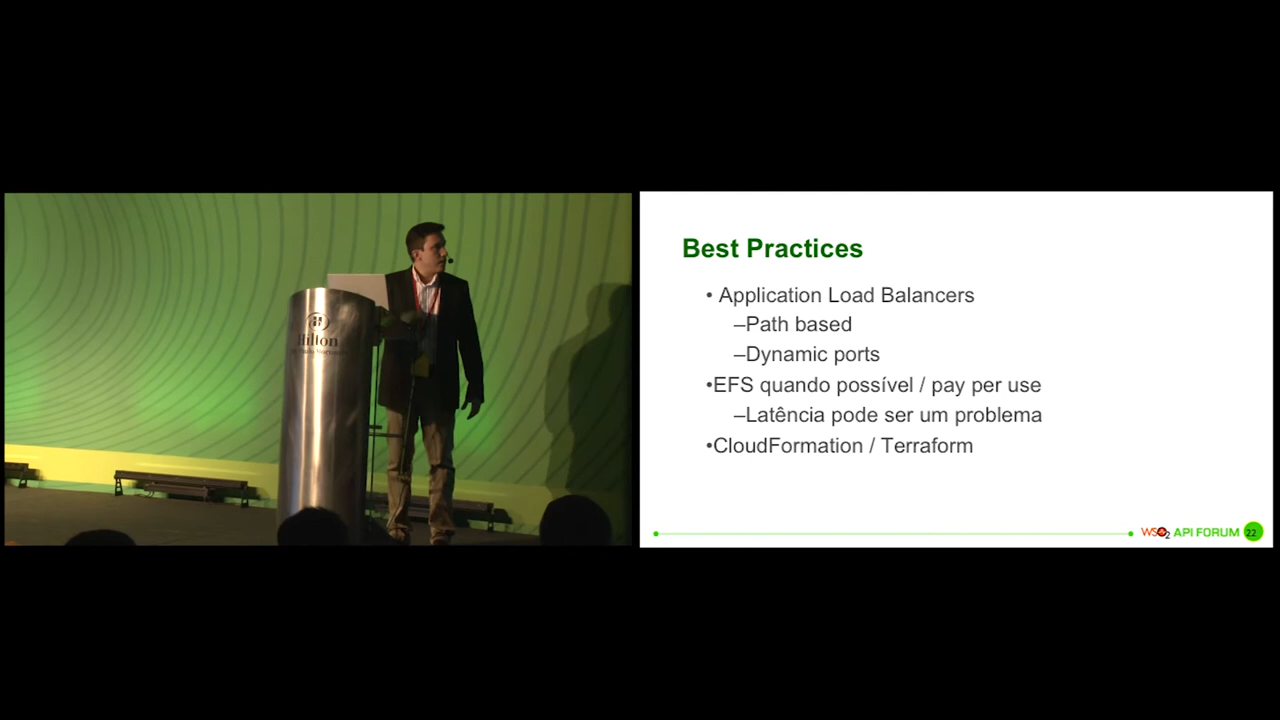 Hilton
Best Practices
• Application Load Balancers
–Path based
–Dynamic ports
•EFS quando possível / pay per use
–Latência pode ser um problema
•CloudFormation / Terraform
WSO2 API FORUM 22